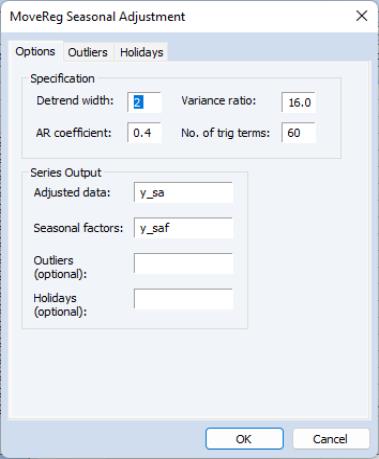 MoveReg Seasonal Adjustment
Options Outliers Holidays
Specification
Detrend width: 2 Variance ratio: 16.0
AR coefficient: 0.4 No. of trig terms: 60
Series Output
Adjusted data: y_sa
Seasonal factors: y_saf
Outliers
(optional):
Holidays
(optional):
OK Cancel